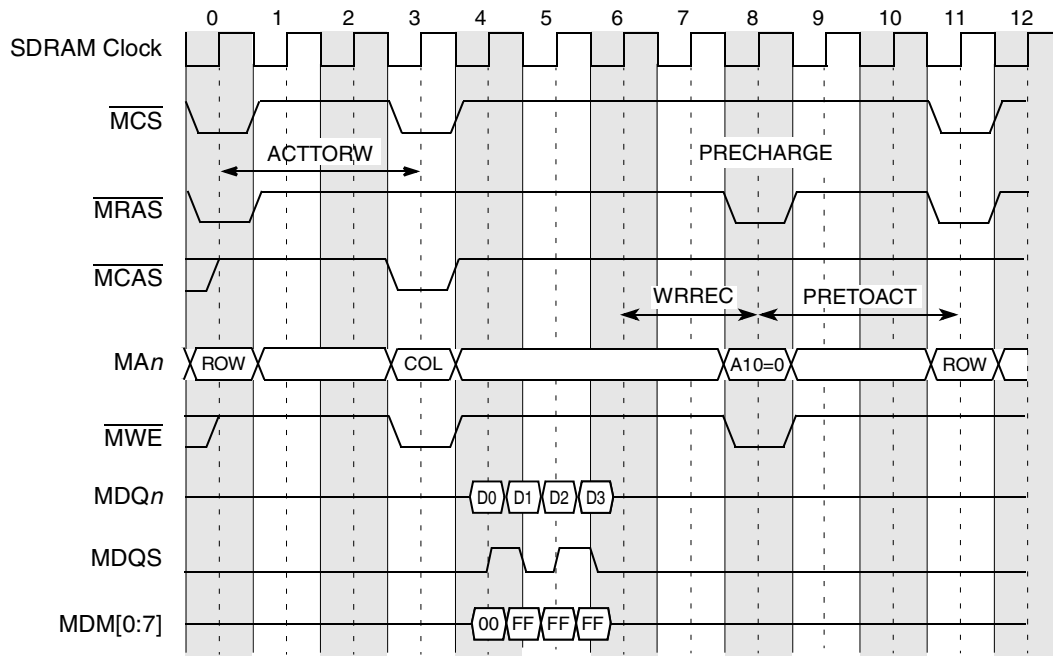 0 1 2 3 4 5 6 7 8 9 10 11 12
SDRAM Clock
MCS
ACTTORW PRECHARGE
MRAS
MCAS
WRREC PRETOACT
MAn ROW COL A10=0 ROW
MWE
MDQn D0 D1 D2 D3
MDQS
MDM[0:7] 00 FF FF FF